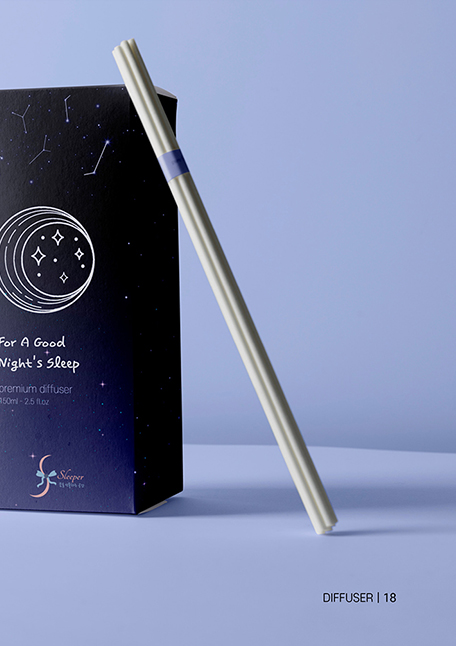 For A Good
Night's Sleep
premium diffuser
150ml - 2.5 fl.oz
Sleeper
DIFFUSER | 18